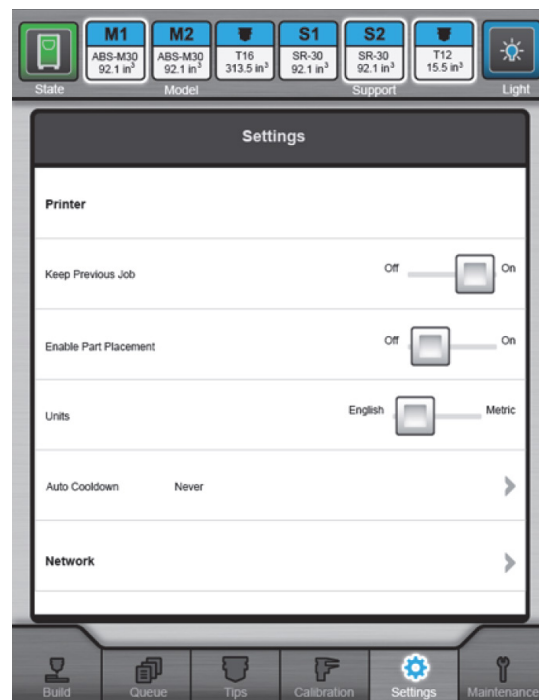 M1
ABS-M30
92.1 in³
M2
ABS-M30
92.1 in³
T16
313.5 in³
S1
SR-30
92.1 in³
S2
SR-30
92.1 in³
T12
15.5 in³
State
Model
Support
Light
Settings
Printer
Keep Previous Job
Off
On
Enable Part Placement
Off
On
Units
English
Metric
Auto Cooldown Never
Network
Build
Queue
Tips
Calibration
Settings
Maintenance